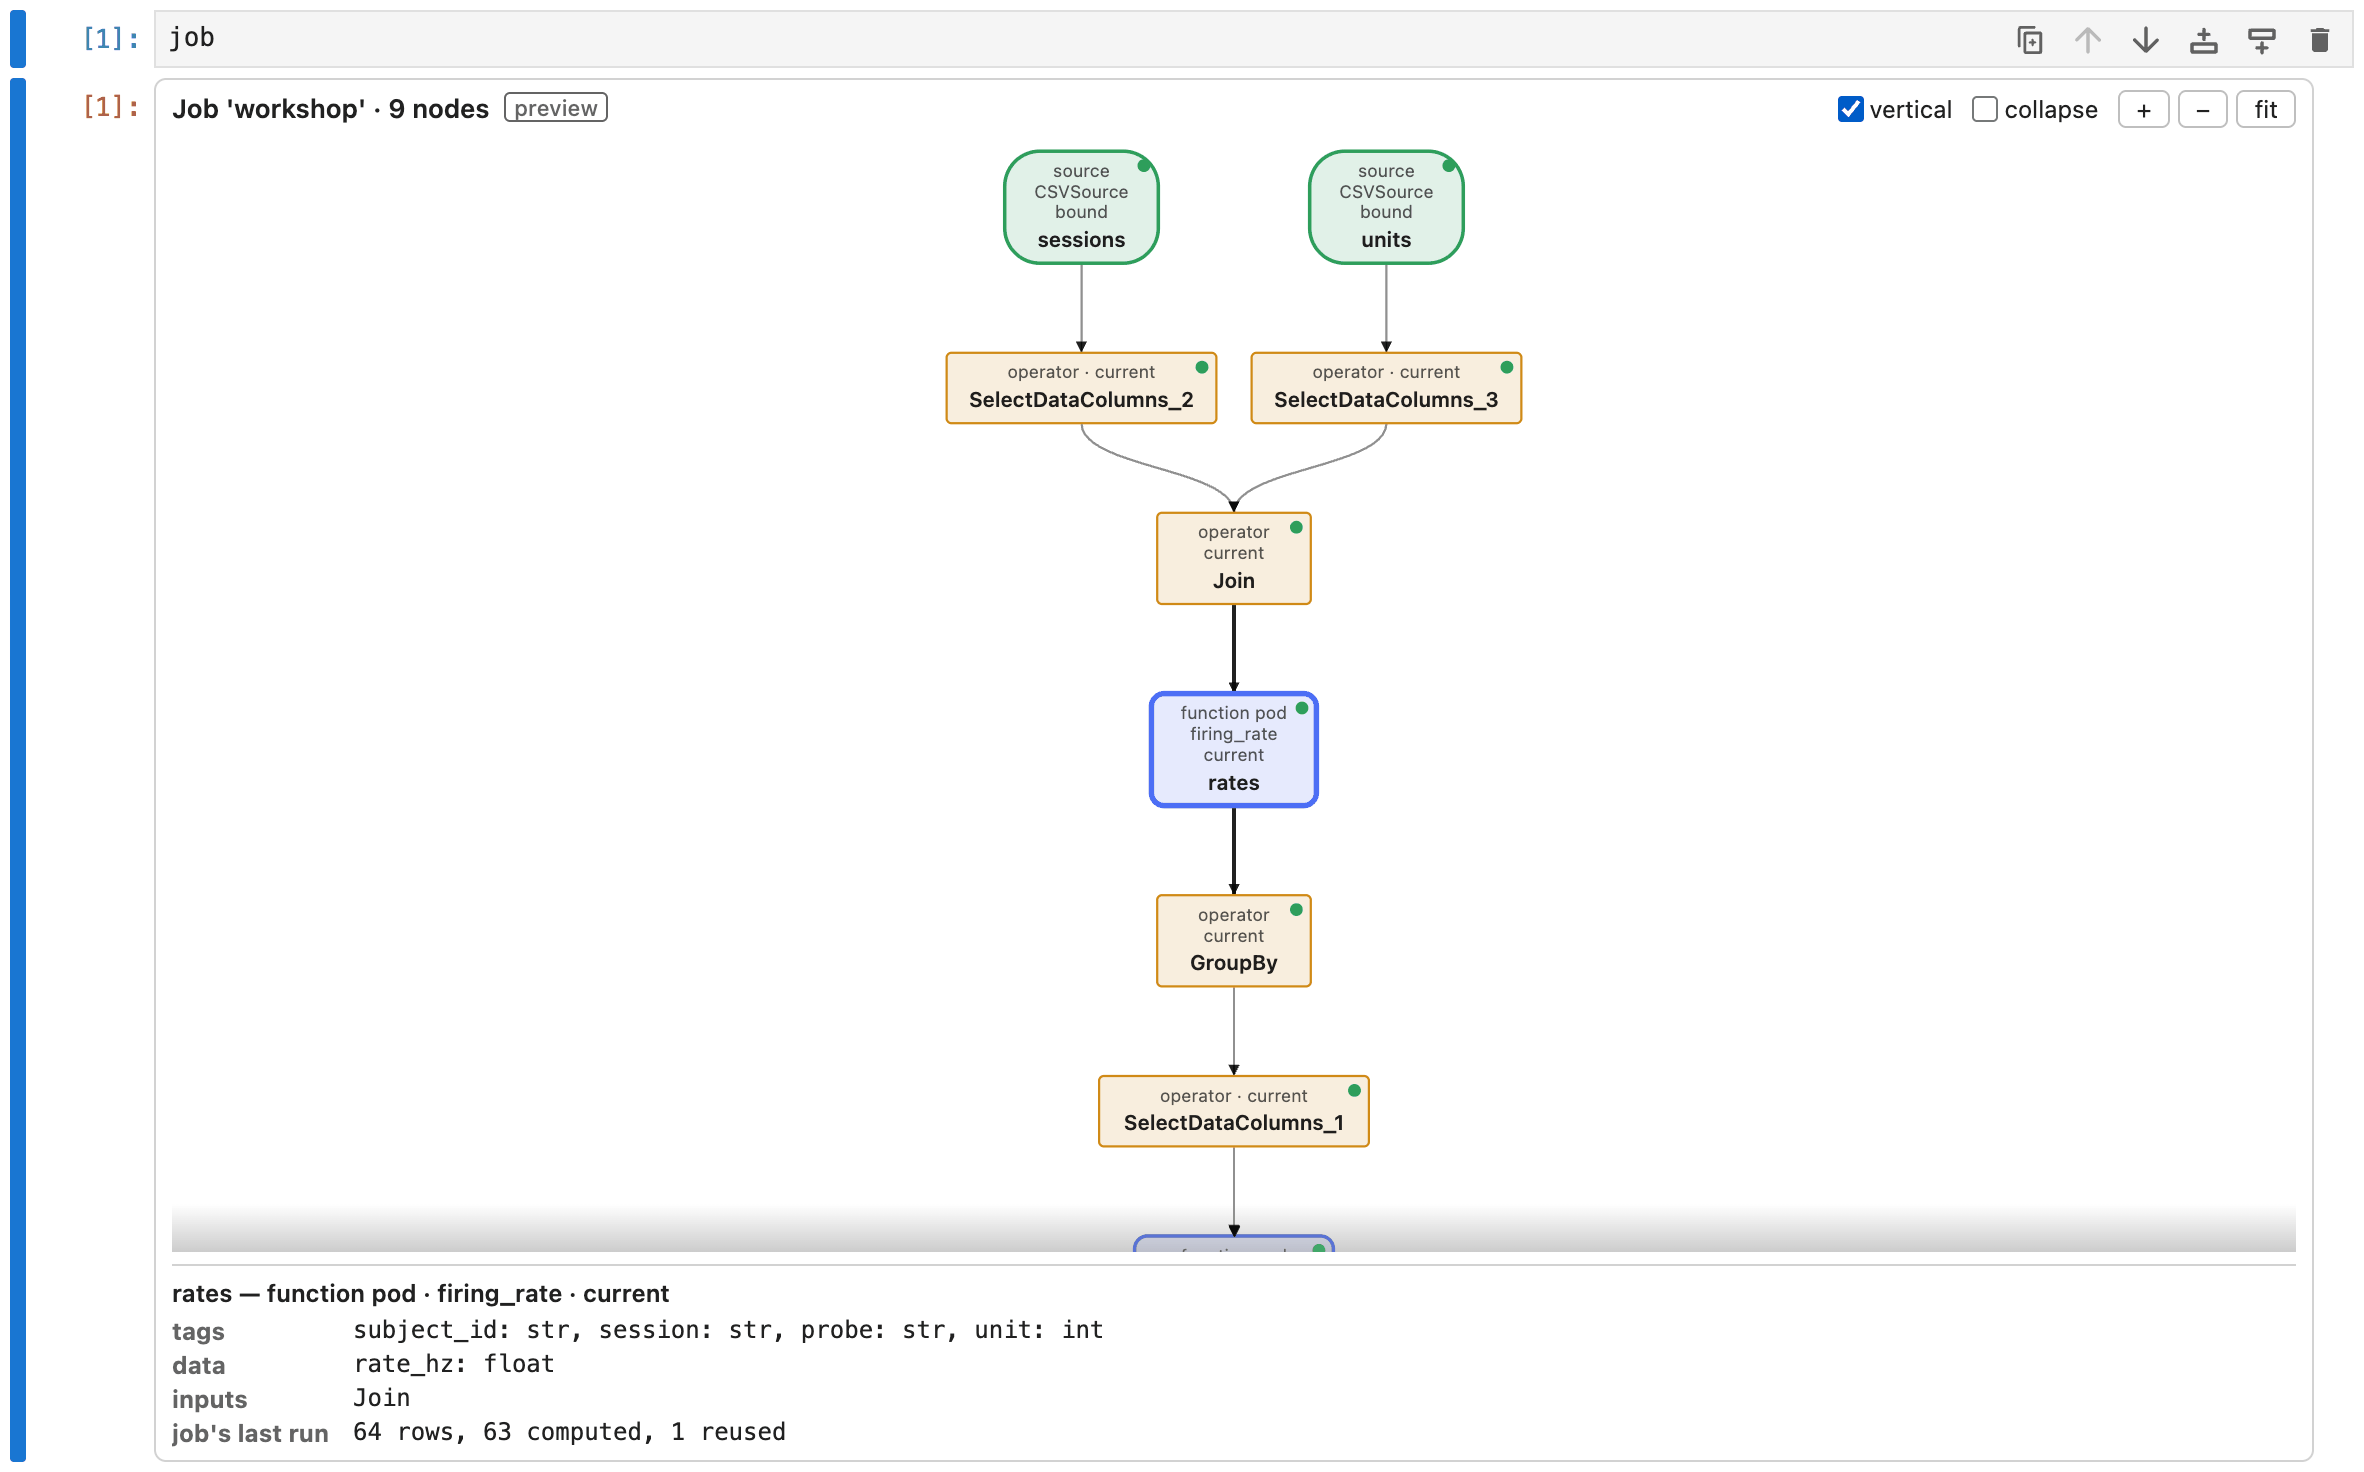 [1]: job
[1]: Job 'workshop' · 9 nodes preview vertical collapse + − fit
source
CSVSource
bound
sessions
source
CSVSource
bound
units
operator · current
SelectDataColumns_2
operator · current
SelectDataColumns_3
operator
current
Join
function pod
firing_rate
current
rates
operator
current
GroupBy
operator · current
SelectDataColumns_1
rates — function pod · firing_rate · current
tags subject_id: str, session: str, probe: str, unit: int
data rate_hz: float
inputs Join
job's last run 64 rows, 63 computed, 1 reused